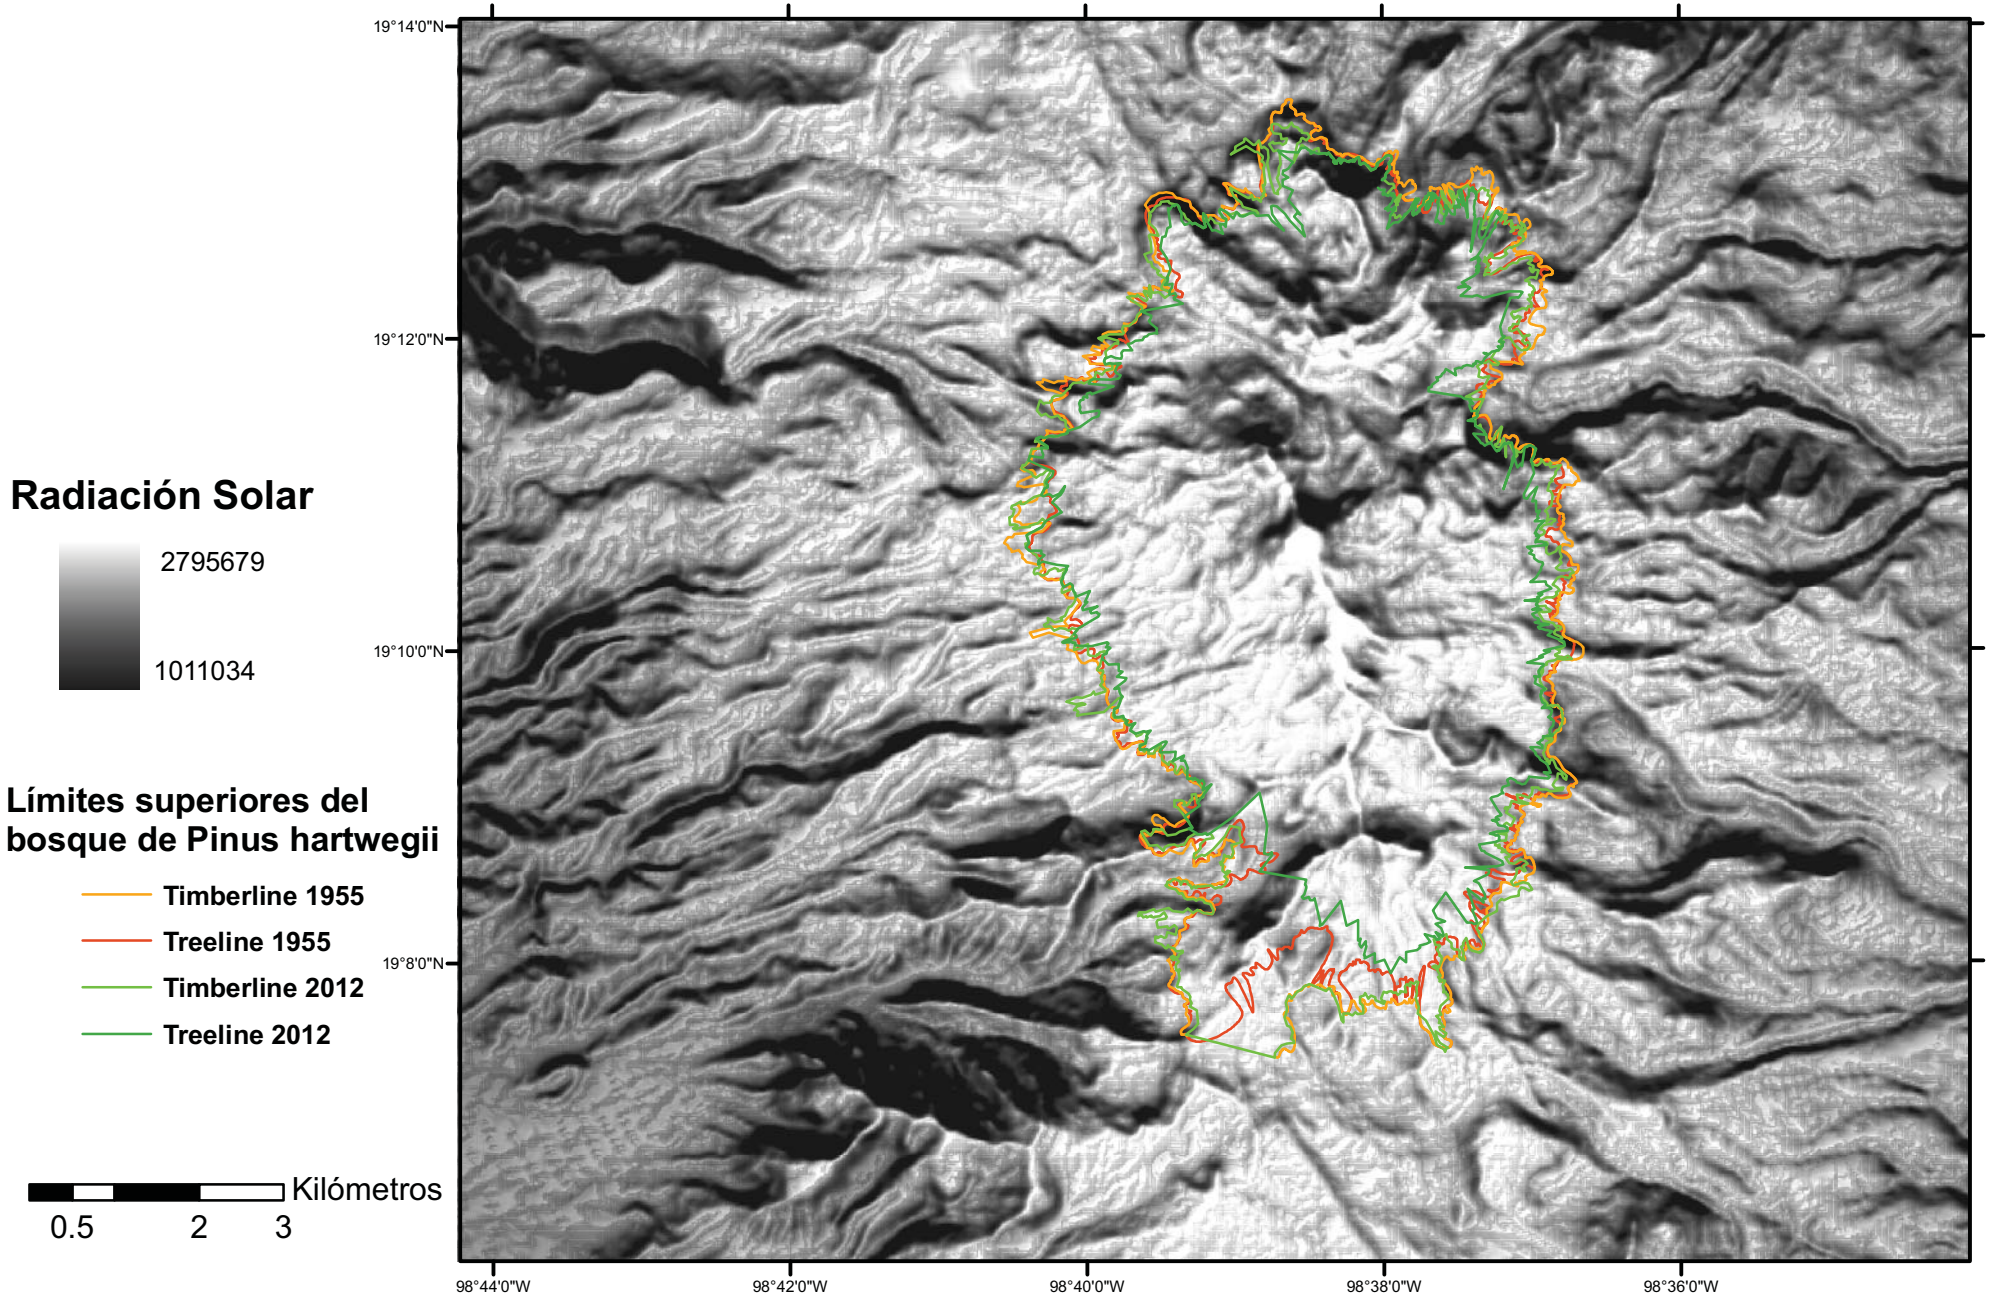 19°14'0"N
19°12'0"N
19°10'0"N
19°8'0"N
Radiación Solar
2795679
1011034
Límites superiores del
bosque de Pinus hartwegii
Timberline 1955
Treeline 1955
Timberline 2012
Treeline 2012
Kilómetros
0.5 2 3
98°44'0"W 98°42'0"W 98°40'0"W 98°38'0"W 98°36'0"W